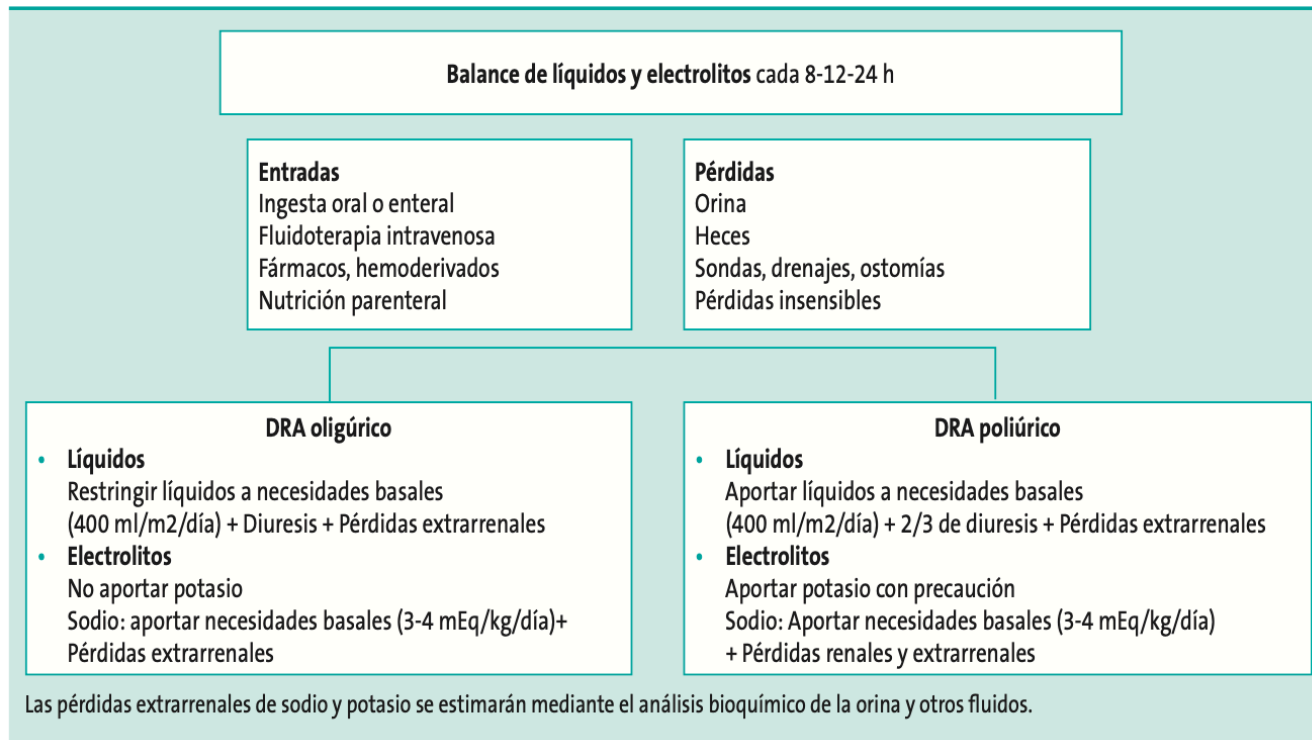 Balance de líquidos y electrolitos cada 8-12-24 h
Entradas
Ingesta oral o enteral
Fluidoterapia intravenosa
Fármacos, hemoderivados
Nutrición parenteral
Pérdidas
Orina
Heces
Sondas, drenajes, ostomías
Pérdidas insensibles
DRA oligúrico
• Líquidos
Restringir líquidos a necesidades basales
(400 ml/m2/día) + Diuresis + Pérdidas extrarrenales
• Electrolitos
No aportar potasio
Sodio: aportar necesidades basales (3-4 mEq/kg/día)+
Pérdidas extrarrenales
DRA poliúrico
• Líquidos
Aportar líquidos a necesidades basales
(400 ml/m2/día) + 2/3 de diuresis + Pérdidas extrarrenales
• Electrolitos
Aportar potasio con precaución
Sodio: Aportar necesidades basales (3-4 mEq/kg/día)
+ Pérdidas renales y extrarrenales
Las pérdidas extrarrenales de sodio y potasio se estimarán mediante el análisis bioquímico de la orina y otros fluidos.